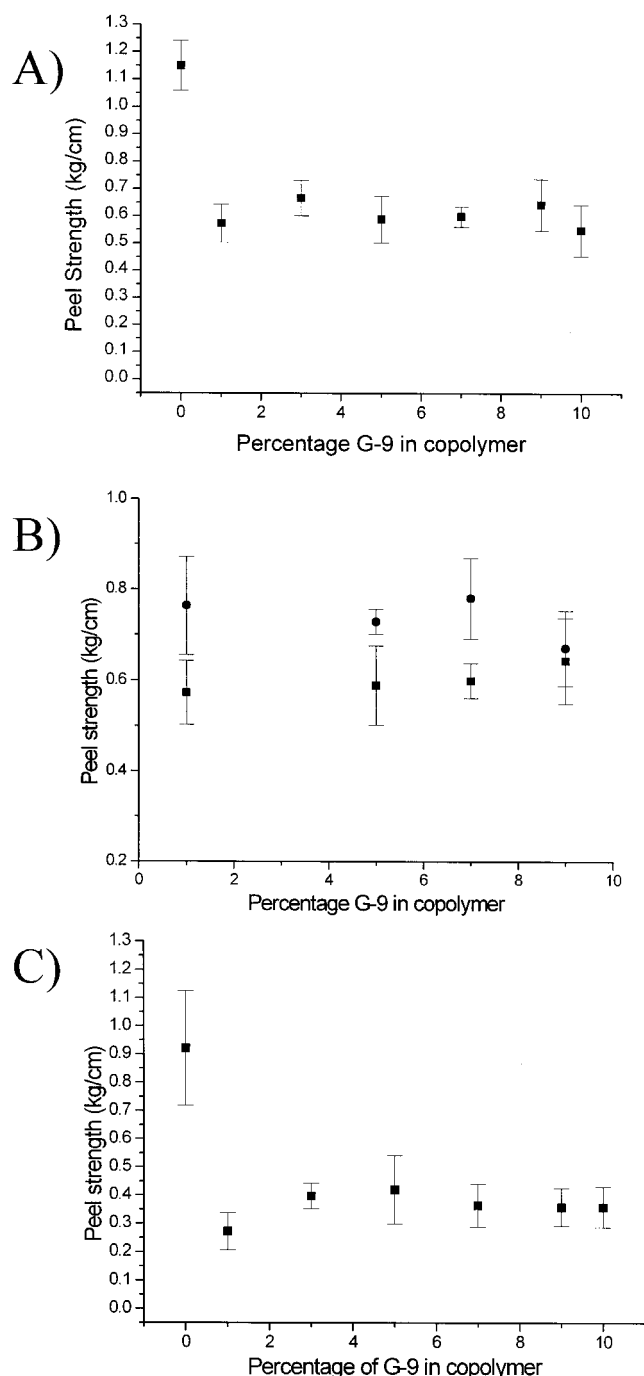 A)
Peel Strength (kg/cm)
1.3
1.2
1.1
1.0
0.9
0.8
0.7
0.6
0.5
0.4
0.3
0.2
0.1
0.0
0 2 4 6 8 10
Percentage G-9 in copolymer
B)
Peel strength (kg/cm)
1.0
0.8
0.6
0.4
0.2
0 2 4 6 8 10
Percentage G-9 in copolymer
C)
Peel strength (kg/cm)
1.3
1.2
1.1
1.0
0.9
0.8
0.7
0.6
0.5
0.4
0.3
0.2
0.1
0.0
0 2 4 6 8 10
Percentage of G-9 in copolymer